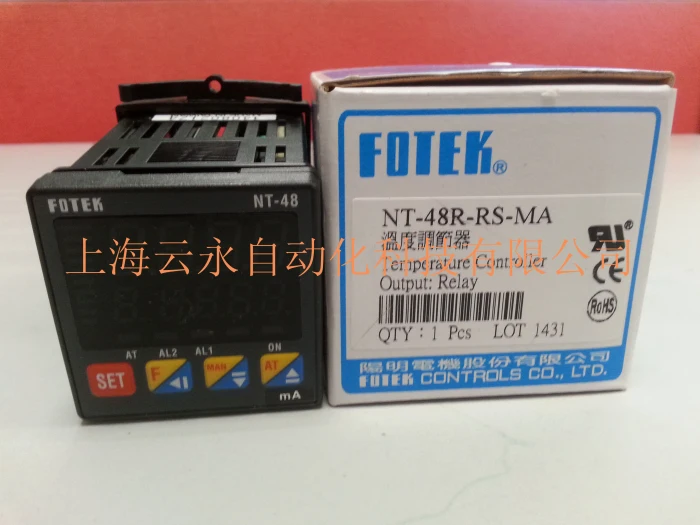 FOTEK
NT-48
AT AL2 AL1 ON
SET F MAN AT
mA
FOTEK®
NT-48R-RS-MA
溫度調節器
Temperature Controller
Output: Relay
QTY : 1 Pcs LOT 1431
CE
RoHS
陽明電機股份有限公司
FOTEK CONTROLS CO., LTD.
上海云永自动化科技有限公司